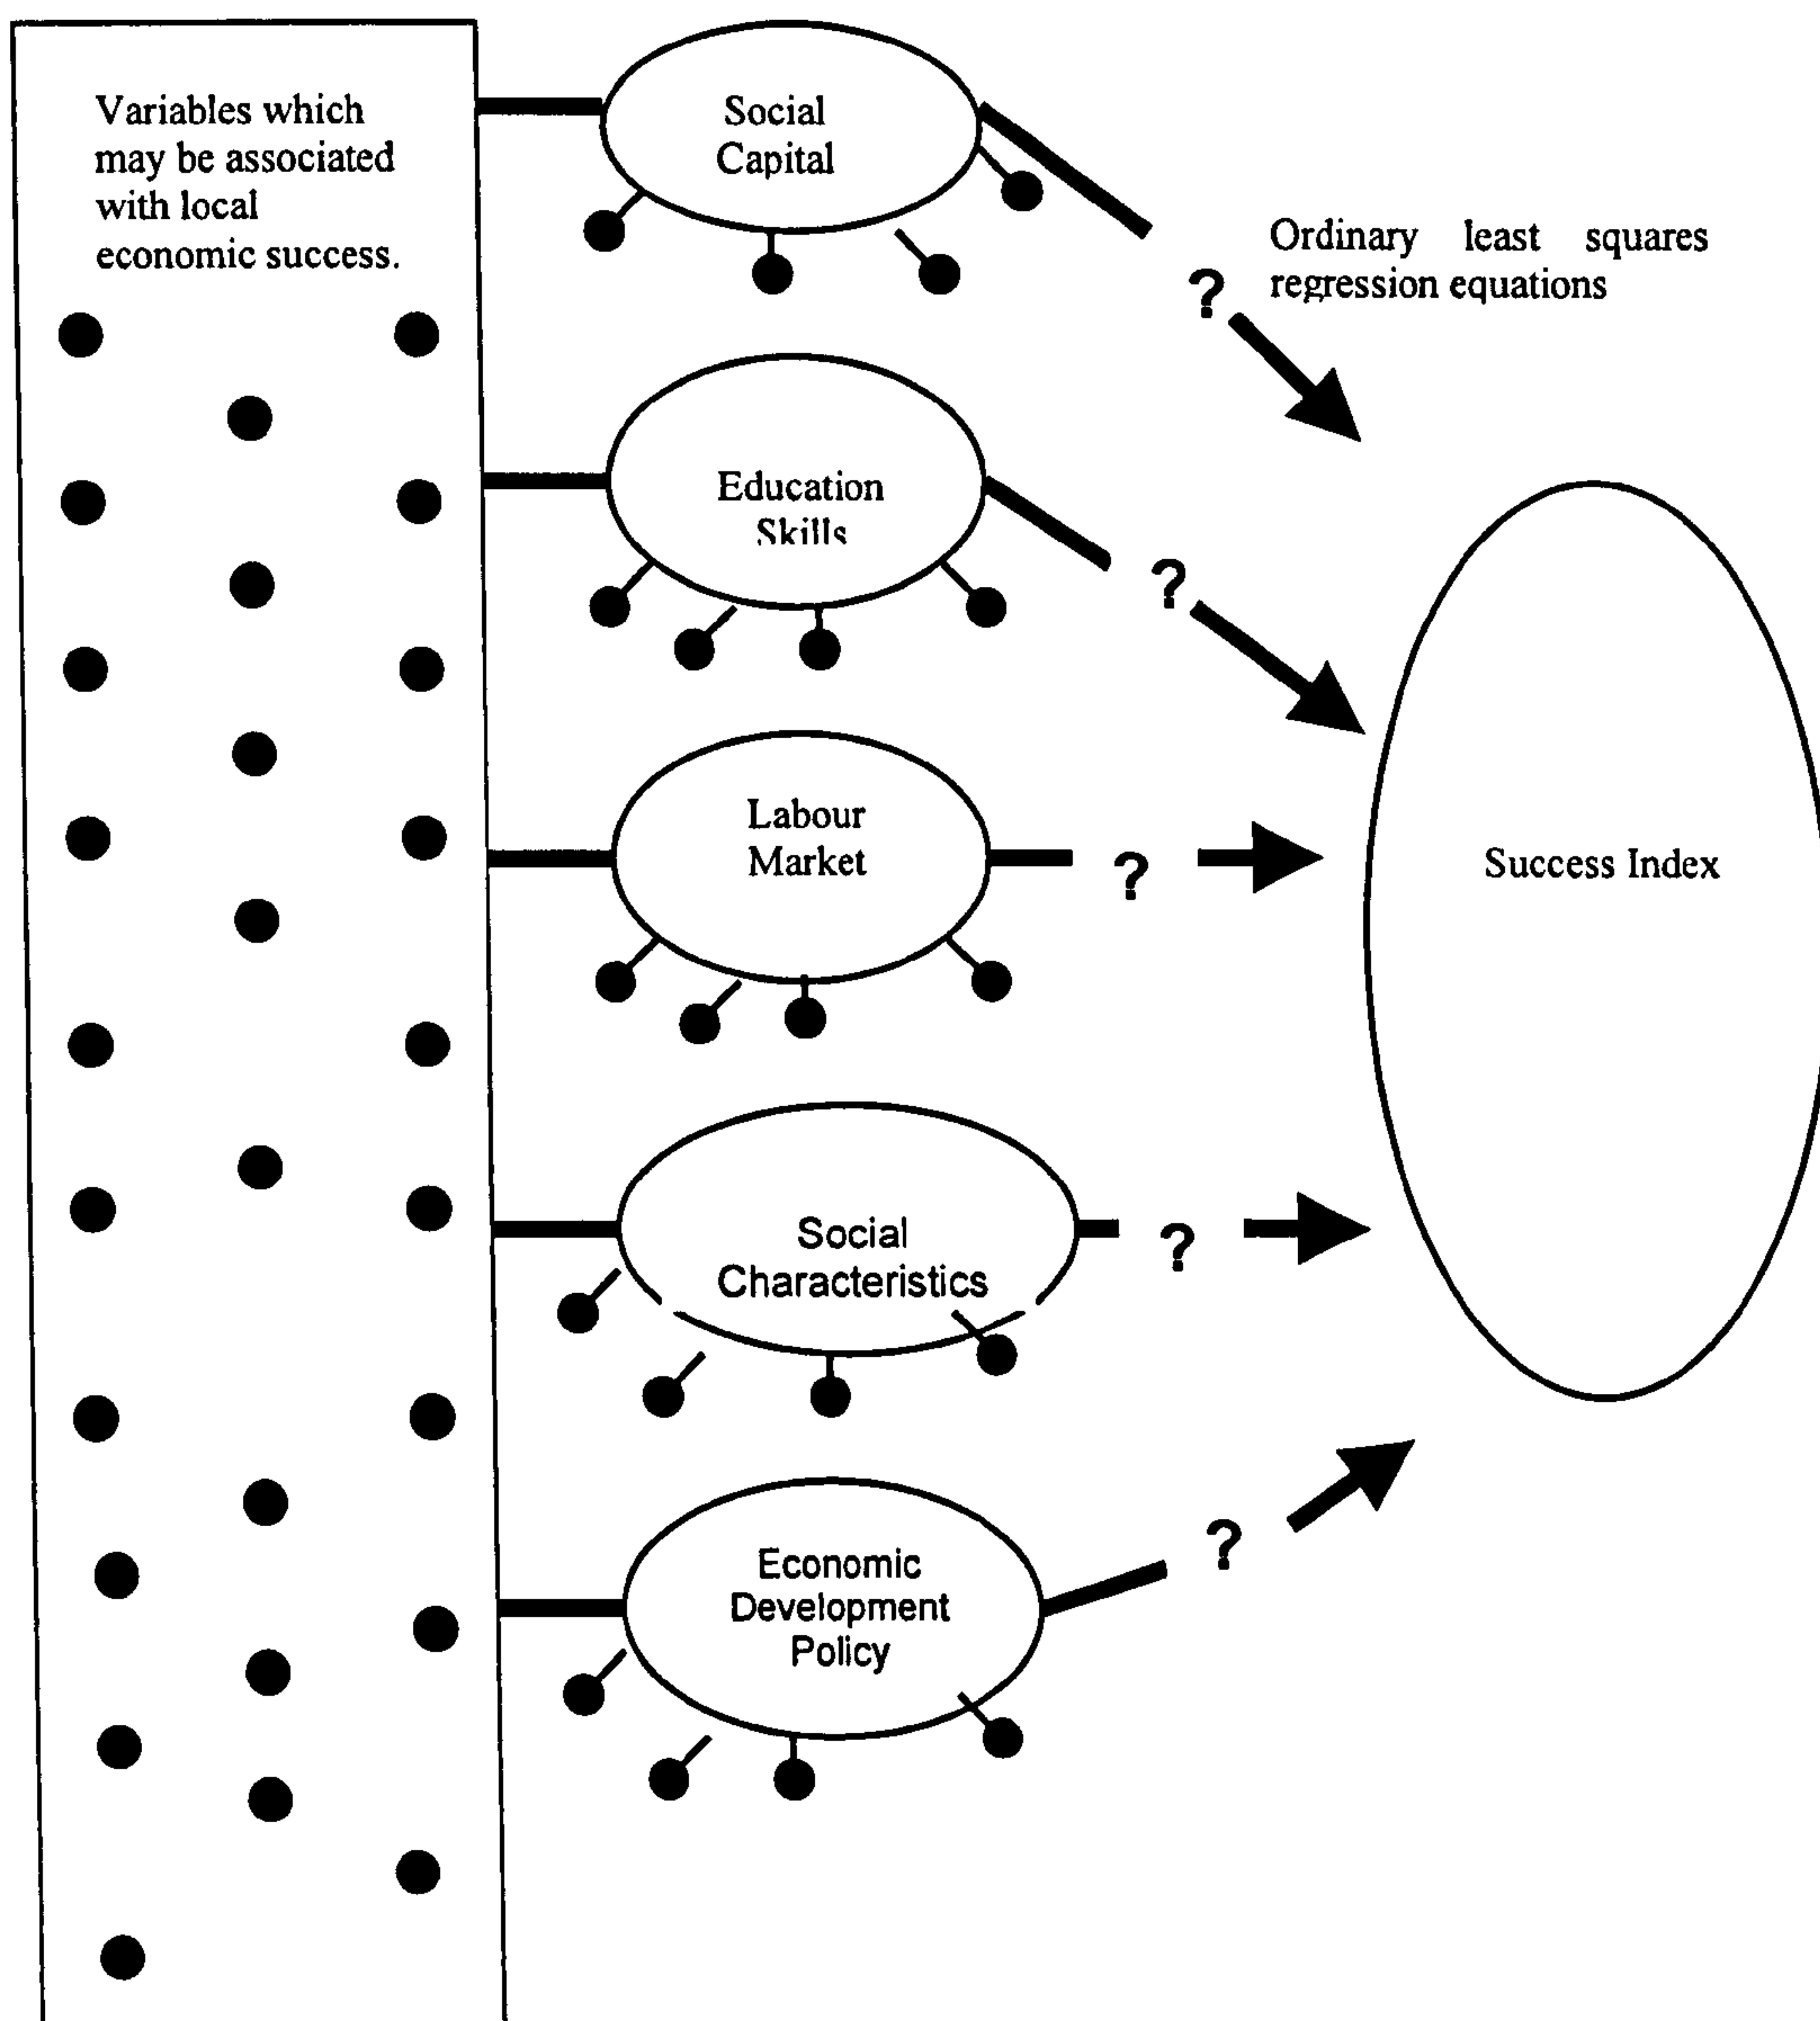 Variables which
may be associated
with local
economic success.
Social
Capital
Ordinary least squares
regression equations
?
Education
Skills
?
Labour
Market
?
Success Index
Social
Characteristics
?
Economic
Development
Policy
?